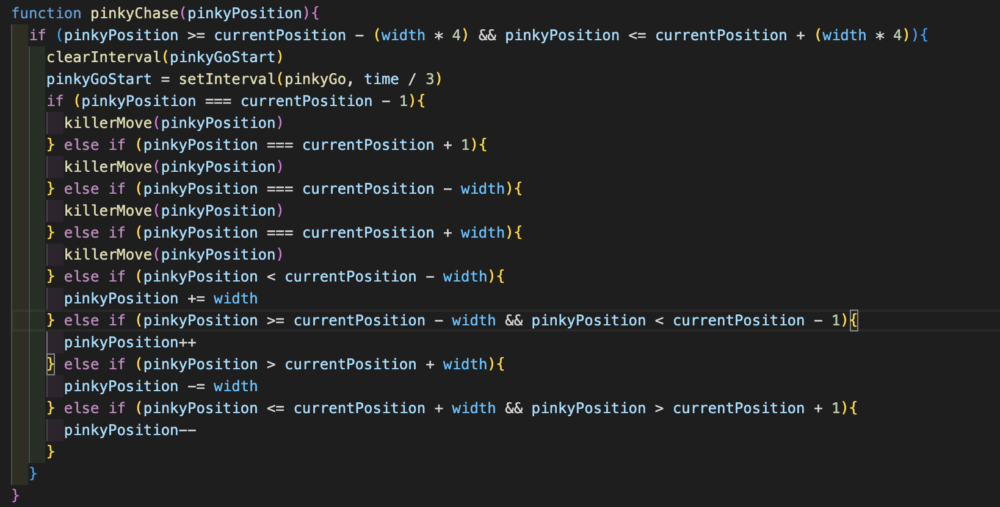 function pinkyChase(pinkyPosition){
  if (pinkyPosition >= currentPosition - (width * 4) && pinkyPosition <= currentPosition + (width * 4)){
    clearInterval(pinkyGoStart)
    pinkyGoStart = setInterval(pinkyGo, time / 3)
    if (pinkyPosition === currentPosition - 1){
      killerMove(pinkyPosition)
    } else if (pinkyPosition === currentPosition + 1){
      killerMove(pinkyPosition)
    } else if (pinkyPosition === currentPosition - width){
      killerMove(pinkyPosition)
    } else if (pinkyPosition === currentPosition + width){
      killerMove(pinkyPosition)
    } else if (pinkyPosition < currentPosition - width){
      pinkyPosition += width
    } else if (pinkyPosition >= currentPosition - width && pinkyPosition < currentPosition - 1){
      pinkyPosition++
    } else if (pinkyPosition > currentPosition + width){
      pinkyPosition -= width
    } else if (pinkyPosition <= currentPosition + width && pinkyPosition > currentPosition + 1){
      pinkyPosition--
    }
  }
}